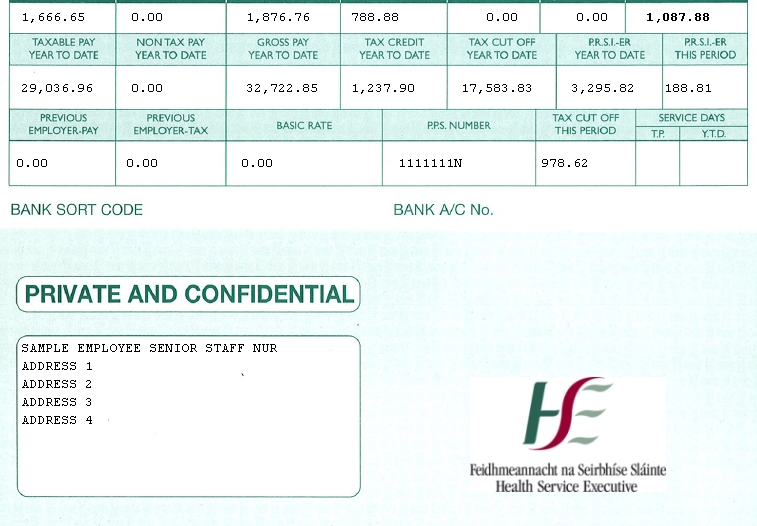 1,666.65 0.00 1,876.76 788.88 0.00 0.00 1,087.88
TAXABLE PAY YEAR TO DATE NON TAX PAY YEAR TO DATE GROSS PAY YEAR TO DATE TAX CREDIT YEAR TO DATE TAX CUT OFF YEAR TO DATE P.R.S.I.-ER YEAR TO DATE P.R.S.I.-ER THIS PERIOD
29,036.96 0.00 32,722.85 1,237.90 17,583.83 3,295.82 188.81
PREVIOUS EMPLOYER-PAY PREVIOUS EMPLOYER-TAX BASIC RATE P.P.S. NUMBER TAX CUT OFF THIS PERIOD SERVICE DAYS
T.P. Y.T.D.
0.00 0.00 0.00 1111111N 978.62
BANK SORT CODE BANK A/C No.
PRIVATE AND CONFIDENTIAL
SAMPLE EMPLOYEE SENIOR STAFF NUR
ADDRESS 1
ADDRESS 2
ADDRESS 3
ADDRESS 4
HSE
Feidhmeannacht na Seirbhíse Sláinte
Health Service Executive